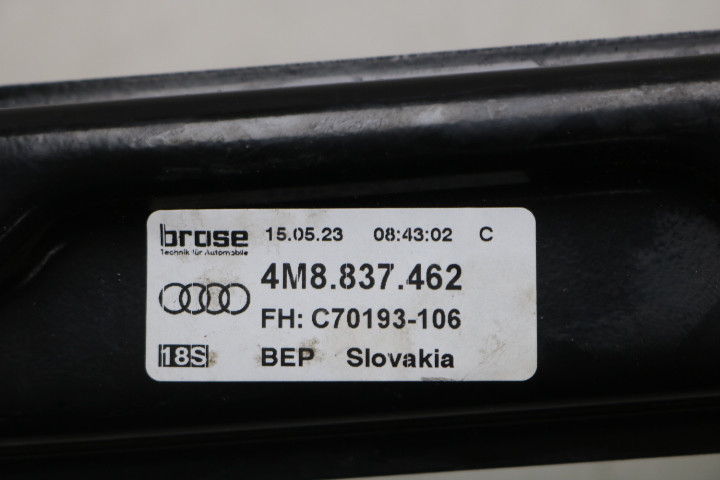 brose 15.05.23 08:43:02 C
Technik für Automobile
4M8.837.462
FH: C70193-106
18S BEP Slovakia